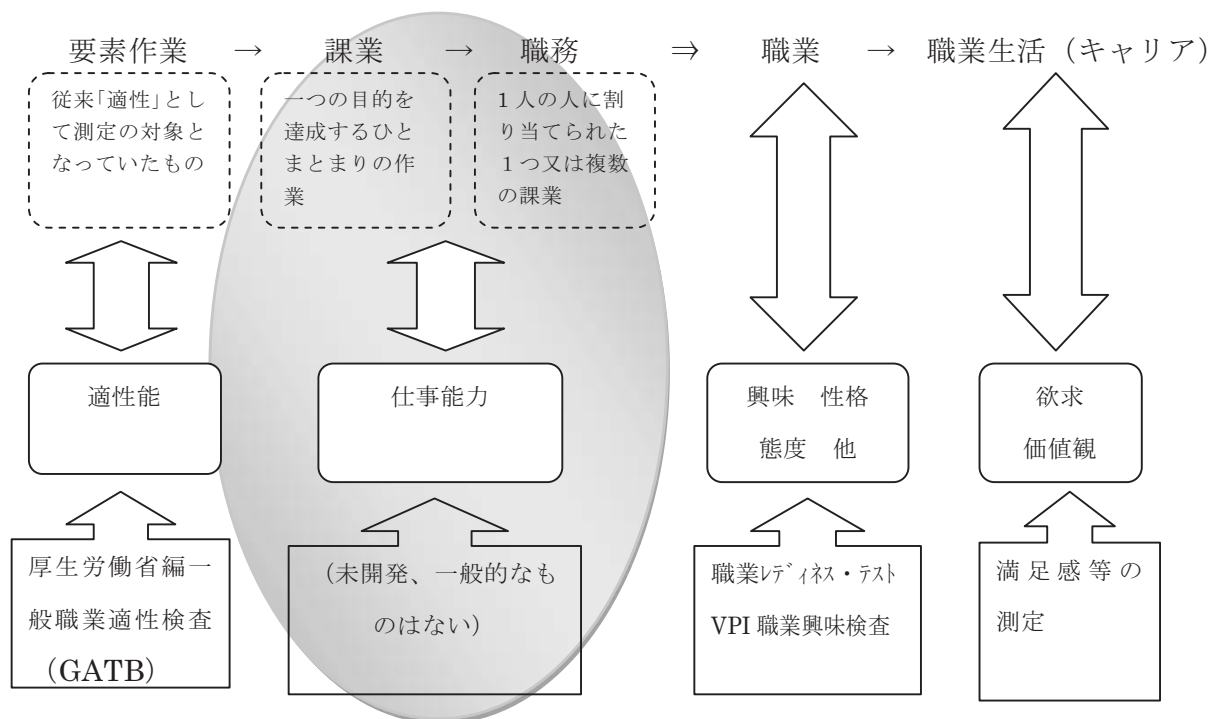 要素作業 → 課業 → 職務 ⇒ 職業 → 職業生活（キャリア）
従来「適性」とし
て測定の対象と
なっていたもの
一つの目的を
達成するひと
まとまりの作
業
1人の人に割
り当てられた
1つ又は複数
の課業
適性能
仕事能力
興味　性格
態度　他
欲求
価値観
厚生労働省編一
般職業適性検査
（GATB）
（未開発、一般的なも
のはない）
職業ﾚﾃﾞｨﾈｽ・ﾃｽﾄ
VPI 職業興味検査
満足感等の
測定